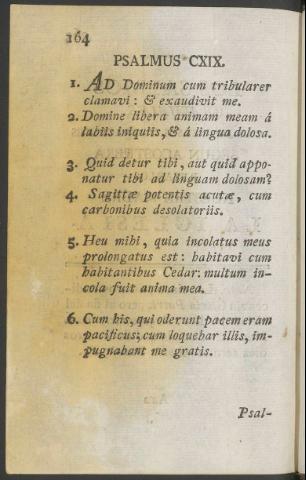 164
PSALMUS CXIX.
1. AD Dominum cum tribularer
clamavi : & exaudivit me.
2. Domine libera animam meam á
labiis iniquiis, & á lingua dolosa.
3. Quid detur tibi, aut quid appo-
natur tibi ad linguam dolosam?
4. Sagittæ potentis acutæ, cum
carbonibus desolatoriis.
5. Heu mihi, quia incolatus meus
prolongatus est : habitavi cum
habitantibus Cedar: multum in-
cola fuit anima mea.
6. Cum his, qui oderunt pacem eram
pacificus; cum loquebar illis, im-
pugnabant me gratis.
Psal-